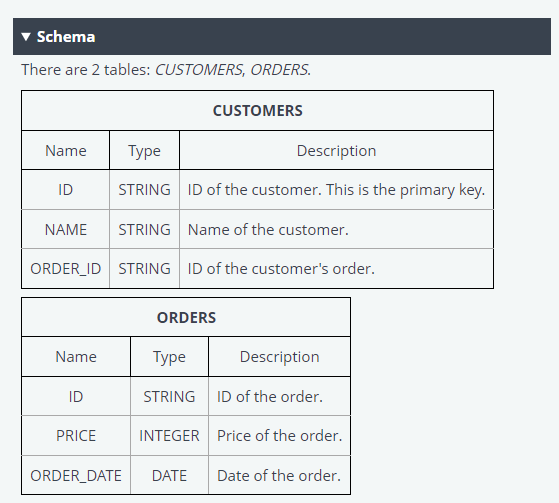 ▼ Schema
There are 2 tables: CUSTOMERS, ORDERS.
CUSTOMERS
Name Type Description
ID STRING ID of the customer. This is the primary key.
NAME STRING Name of the customer.
ORDER_ID STRING ID of the customer's order.
ORDERS
Name Type Description
ID STRING ID of the order.
PRICE INTEGER Price of the order.
ORDER_DATE DATE Date of the order.